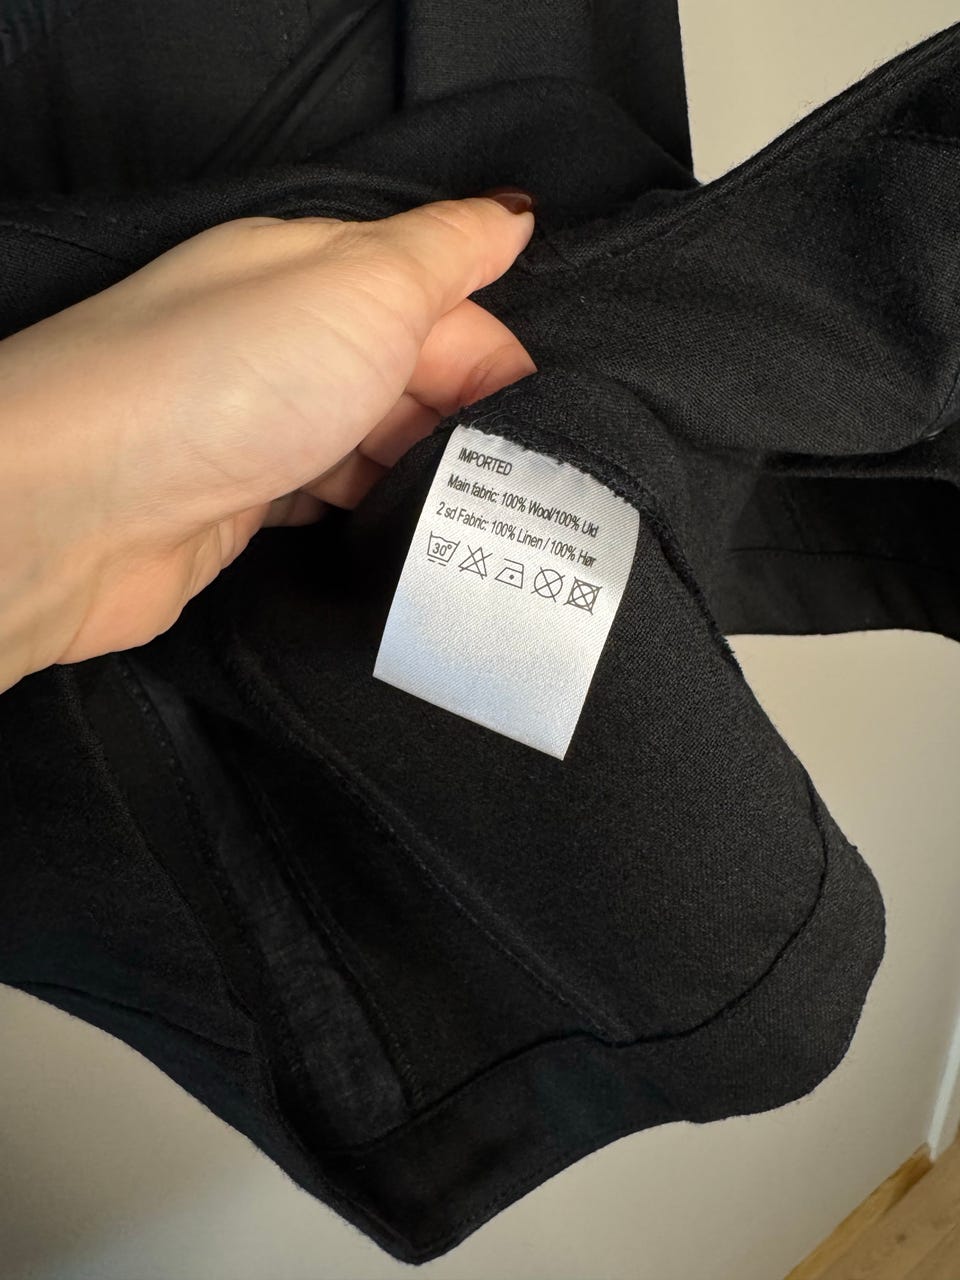 IMPORTED
Main fabric: 100% Wool/100% Uld
2 sd Fabric: 100% Linen / 100% Hør
30°